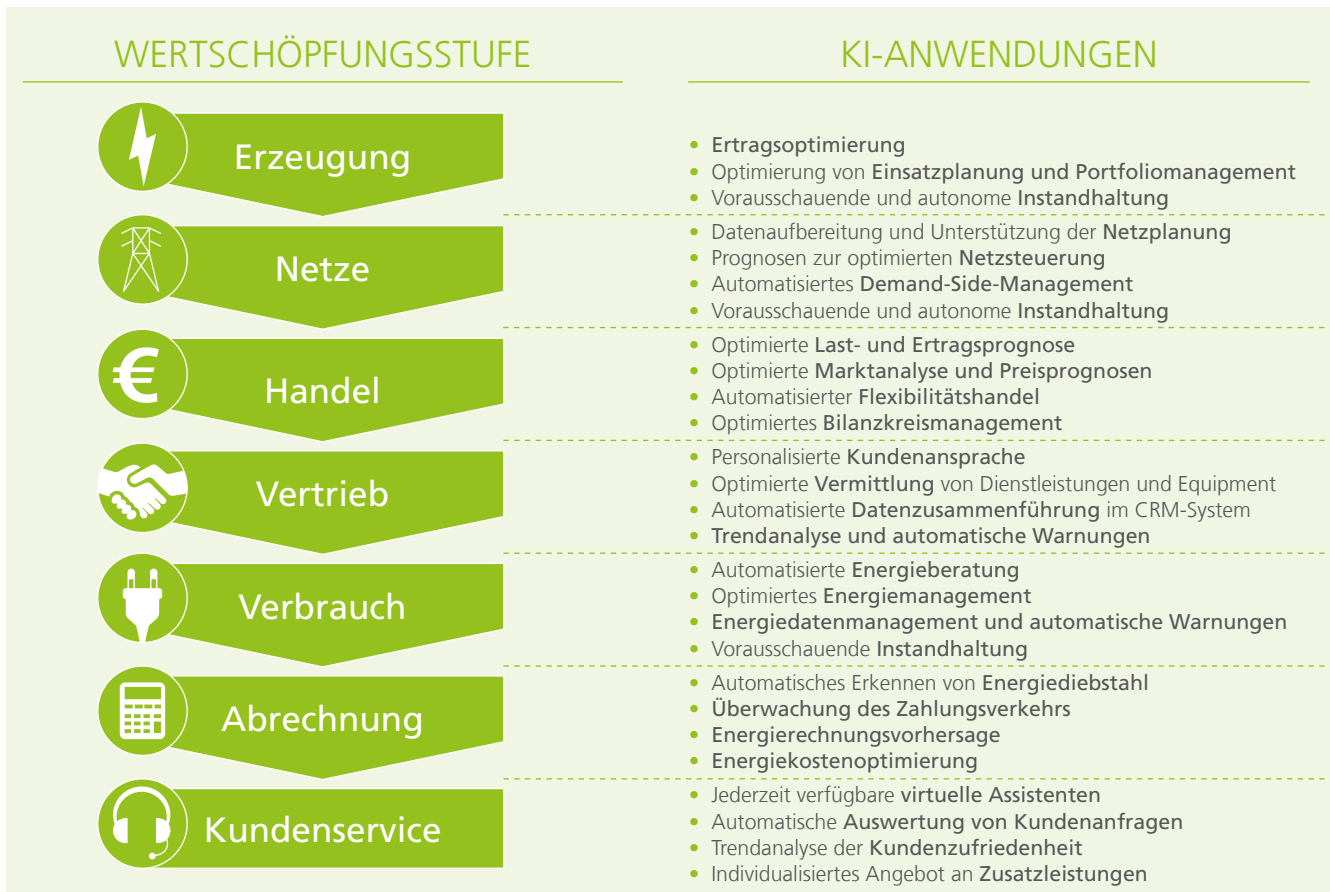 WERTSCHÖPFUNGSSTUFE
KI-ANWENDUNGEN
Erzeugung
• Ertragsoptimierung
• Optimierung von Einsatzplanung und Portfoliomanagement
• Vorausschauende und autonome Instandhaltung
Netze
• Datenaufbereitung und Unterstützung der Netzplanung
• Prognosen zur optimierten Netzsteuerung
• Automatisiertes Demand-Side-Management
• Vorausschauende und autonome Instandhaltung
€
Handel
• Optimierte Last- und Ertragsprognose
• Optimierte Marktanalyse und Preisprognosen
• Automatisierter Flexibilitätshandel
• Optimiertes Bilanzkreismanagement
Vertrieb
• Personalisierte Kundenansprache
• Optimierte Vermittlung von Dienstleistungen und Equipment
• Automatisierte Datenzusammenführung im CRM-System
• Trendanalyse und automatische Warnungen
Verbrauch
• Automatisierte Energieberatung
• Optimiertes Energiemanagement
• Energiedatenmanagement und automatische Warnungen
• Vorausschauende Instandhaltung
Abrechnung
• Automatisches Erkennen von Energiediebstahl
• Überwachung des Zahlungsverkehrs
• Energierechnungsvorhersage
• Energiekostenoptimierung
Kundenservice
• Jederzeit verfügbare virtuelle Assistenten
• Automatische Auswertung von Kundenanfragen
• Trendanalyse der Kundenzufriedenheit
• Individualisiertes Angebot an Zusatzleistungen